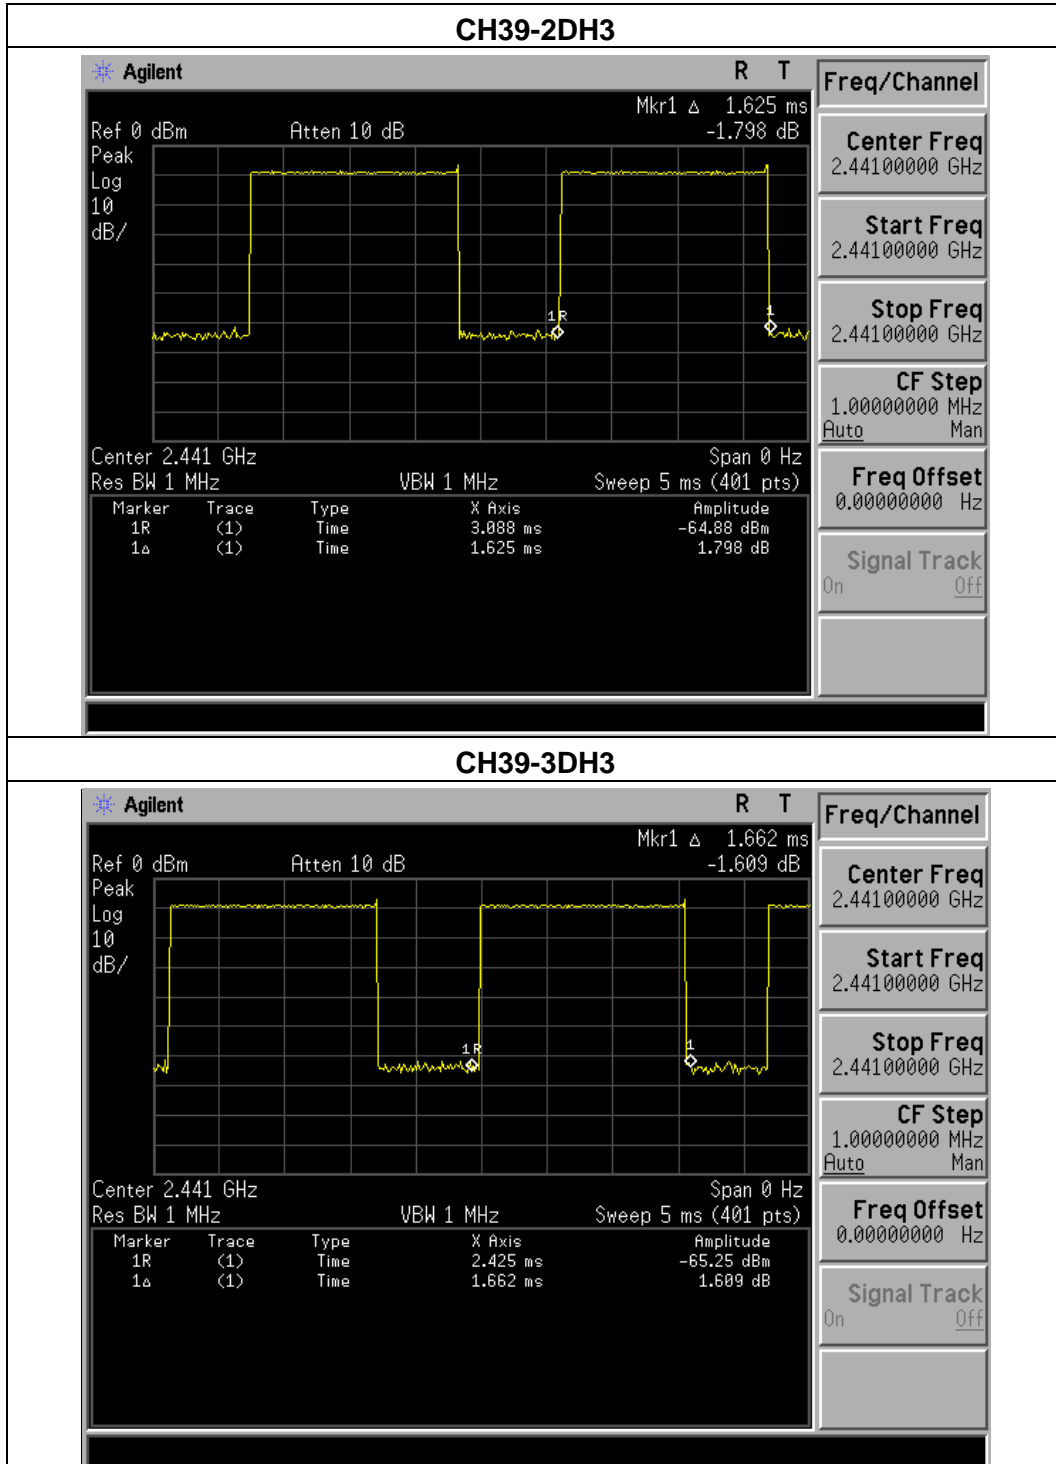 CH39-2DH3
Agilent R T
Freq/Channel
Mkr1 Δ 1.625 ms
Ref 0 dBm Atten 10 dB -1.798 dB
Peak
Log
10
dB/
Center Freq
2.44100000 GHz
Start Freq
2.44100000 GHz
Stop Freq
2.44100000 GHz
CF Step
1.00000000 MHz
Auto Man
Freq Offset
0.00000000 Hz
Signal Track
On Off
1R
1
Center 2.441 GHz Span 0 Hz
Res BW 1 MHz VBW 1 MHz Sweep 5 ms (401 pts)
Marker Trace Type X Axis Amplitude
1R (1) Time 3.088 ms -64.88 dBm
1Δ (1) Time 1.625 ms 1.798 dB
CH39-3DH3
Agilent R T
Freq/Channel
Mkr1 Δ 1.662 ms
Ref 0 dBm Atten 10 dB -1.609 dB
Peak
Log
10
dB/
Center Freq
2.44100000 GHz
Start Freq
2.44100000 GHz
Stop Freq
2.44100000 GHz
CF Step
1.00000000 MHz
Auto Man
Freq Offset
0.00000000 Hz
Signal Track
On Off
1R
1
Center 2.441 GHz Span 0 Hz
Res BW 1 MHz VBW 1 MHz Sweep 5 ms (401 pts)
Marker Trace Type X Axis Amplitude
1R (1) Time 2.425 ms -65.25 dBm
1Δ (1) Time 1.662 ms 1.609 dB